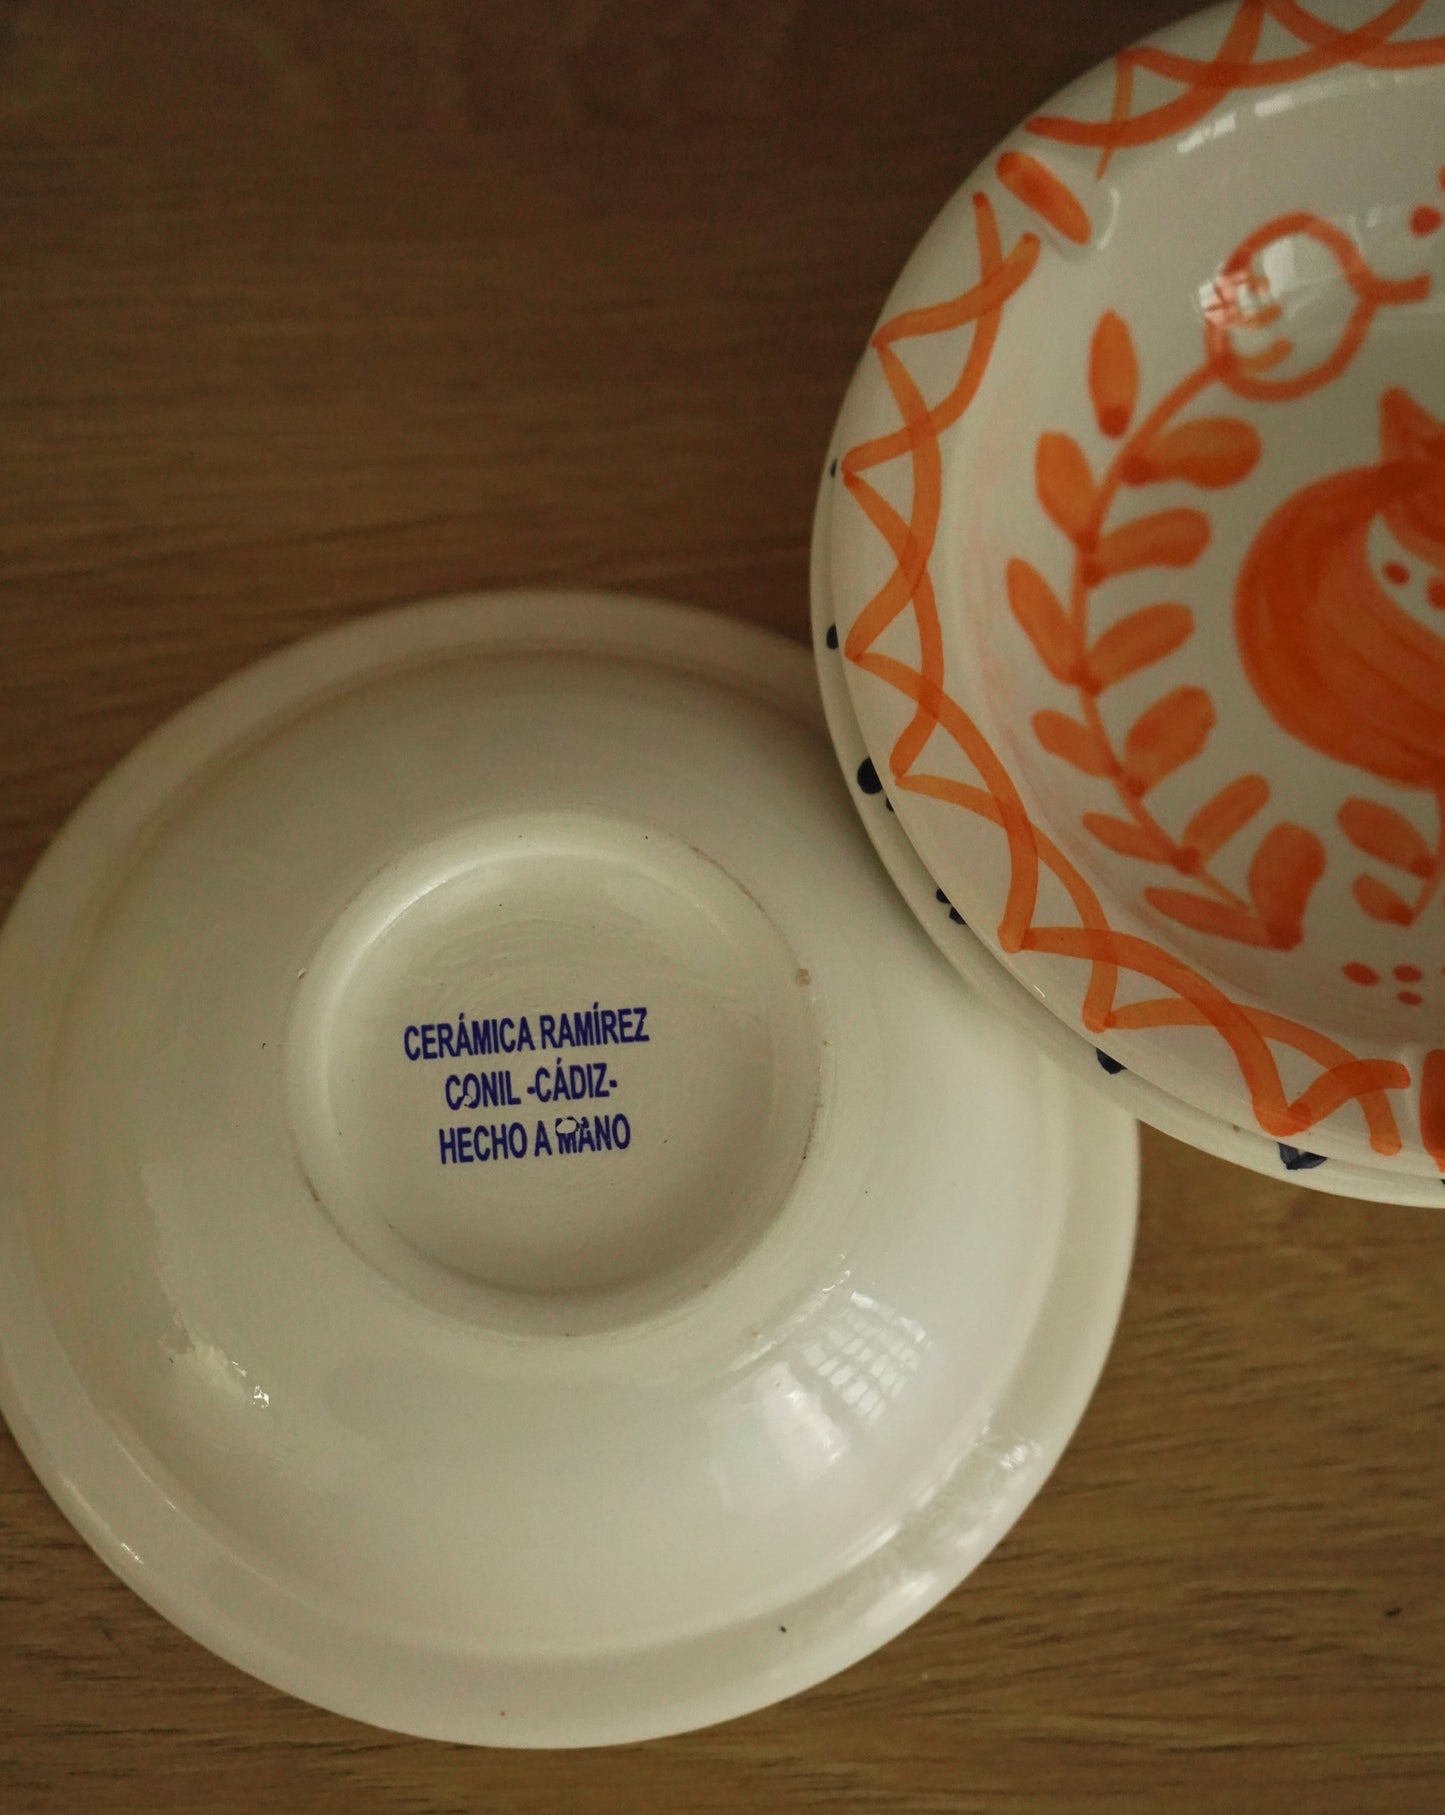 CERÁMICA RAMÍREZ
CONIL -CÁDIZ-
HECHO A MANO